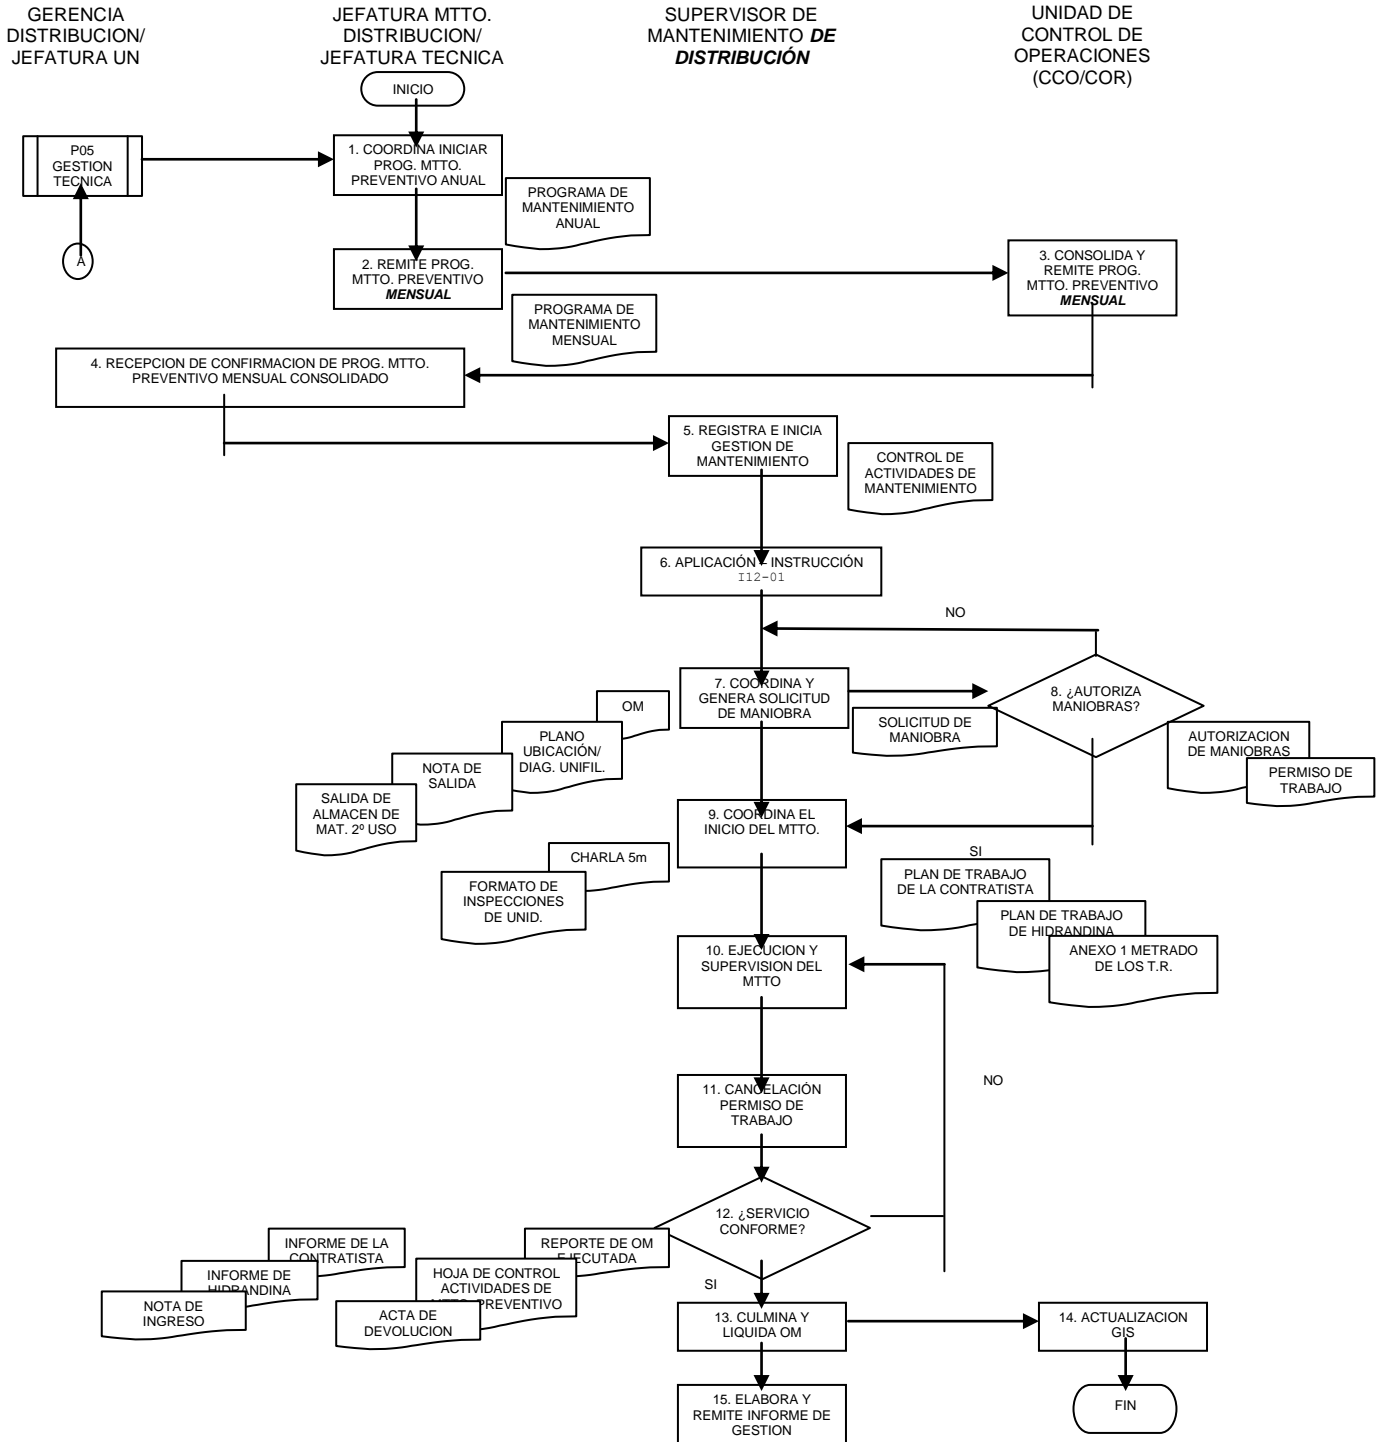 GERENCIA
DISTRIBUCION/
JEFATURA UN
JEFATURA MTTO.
DISTRIBUCION/
JEFATURA TECNICA
SUPERVISOR DE
MANTENIMIENTO DE
DISTRIBUCIÓN
UNIDAD DE
CONTROL DE
OPERACIONES
(CCO/COR)
INICIO
P05
GESTION
TECNICA
A
1. COORDINA INICIAR
PROG. MTTO.
PREVENTIVO ANUAL
PROGRAMA DE
MANTENIMIENTO
ANUAL
2. REMITE PROG.
MTTO. PREVENTIVO
MENSUAL
PROGRAMA DE
MANTENIMIENTO
MENSUAL
3. CONSOLIDA Y
REMITE PROG.
MTTO. PREVENTIVO
MENSUAL
4. RECEPCION DE CONFIRMACION DE PROG. MTTO.
PREVENTIVO MENSUAL CONSOLIDADO
5. REGISTRA E INICIA
GESTION DE
MANTENIMIENTO
CONTROL DE
ACTIVIDADES DE
MANTENIMIENTO
6. APLICACIÓN – INSTRUCCIÓN
I12-01
NO
7. COORDINA Y
GENERA SOLICITUD
DE MANIOBRA
SOLICITUD DE
MANIOBRA
8. ¿AUTORIZA
MANIOBRAS?
AUTORIZACION
DE MANIOBRAS
PERMISO DE
TRABAJO
OM
PLANO
UBICACIÓN/
DIAG. UNIFIL.
NOTA DE
SALIDA
SALIDA DE
ALMACEN DE
MAT. 2º USO
9. COORDINA EL
INICIO DEL MTTO.
SI
CHARLA 5m
FORMATO DE
INSPECCIONES
DE UNID.
PLAN DE TRABAJO
DE LA CONTRATISTA
PLAN DE TRABAJO
DE HIDRANDINA
ANEXO 1 METRADO
DE LOS T.R.
10. EJECUCION Y
SUPERVISION DEL
MTTO
NO
11. CANCELACIÓN
PERMISO DE
TRABAJO
12. ¿SERVICIO
CONFORME?
SI
INFORME DE LA
CONTRATISTA
INFORME DE
HIDRANDINA
NOTA DE
INGRESO
REPORTE DE OM
EJECUTADA
HOJA DE CONTROL
ACTIVIDADES DE
MTTO. PREVENTIVO
ACTA DE
DEVOLUCION
13. CULMINA Y
LIQUIDA OM
14. ACTUALIZACION
GIS
15. ELABORA Y
REMITE INFORME DE
GESTION
FIN